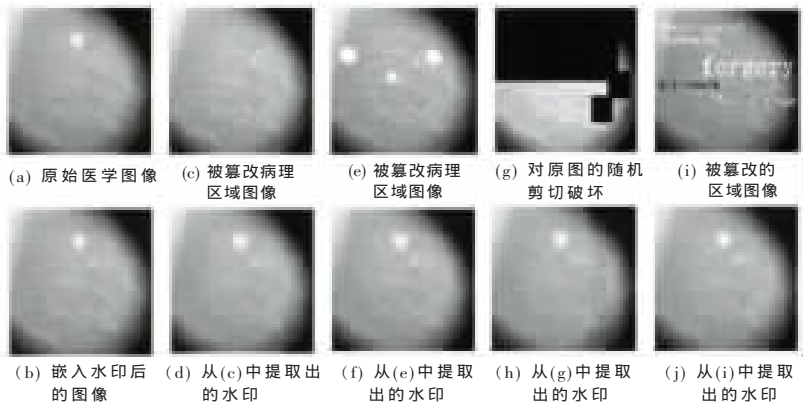 forgery
(a) 原始医学图像
(c) 被篡改病理
区域图像
(e) 被篡改病理
区域图像
(g) 对原图的随机
剪切破坏
(i) 被篡改的
区域图像
(b) 嵌入水印后
的图像
(d) 从(c)中提取出
的水印
(f) 从(e)中提取
出的水印
(h) 从(g)中提取
出的水印
(j) 从(i)中提取
出的水印